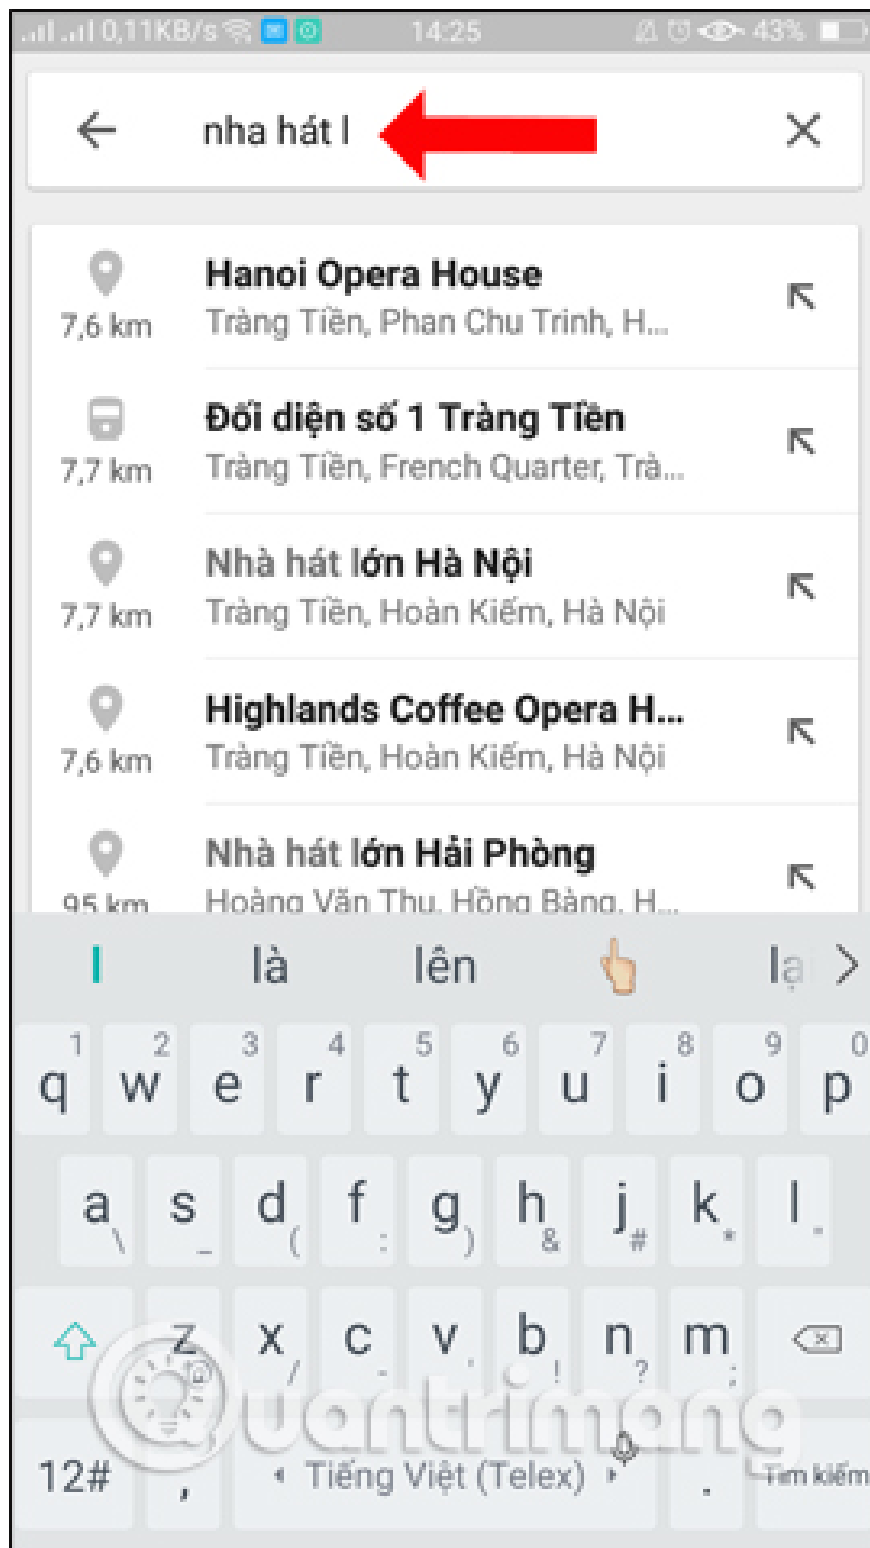 0,11KB/s 14:25 43%
nha hát l
Hanoi Opera House
7,6 km Tràng Tiền, Phan Chu Trinh, H...
Đối diện số 1 Tràng Tiền
7,7 km Tràng Tiền, French Quarter, Trà...
Nhà hát lớn Hà Nội
7,7 km Tràng Tiền, Hoàn Kiếm, Hà Nội
Highlands Coffee Opera H...
7,6 km Tràng Tiền, Hoàn Kiếm, Hà Nội
Nhà hát lớn Hải Phòng
95 km Hoàng Văn Thụ, Hồng Bàng, H...
l là lên lạ
1 2 3 4 5 6 7 8 9 0
q w e r t y u i o p
a s d f g h j k l
\ _ ( : ) & # * "
z x c v b n m
@ / - ' ! ? ;
Quantrimang
12# , Tiếng Việt (Telex) . Tìm kiếm